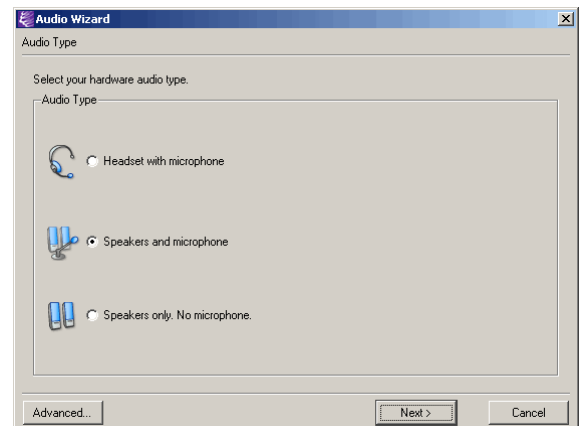 Audio Wizard
Audio Type
Select your hardware audio type.
Audio Type
Headset with microphone
Speakers and microphone
Speakers only. No microphone.
Advanced...
Next >
Cancel